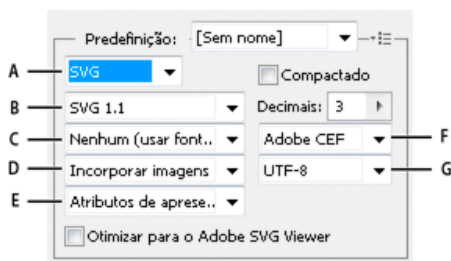 Predefinição: [Sem nome]
A SVG Compactado
B SVG 1.1 Decimais: 3
C Nenhum (usar font.. Adobe CEF F
D Incorporar imagens UTF-8 G
E Atributos de aprese..
Otimizar para o Adobe SVG Viewer